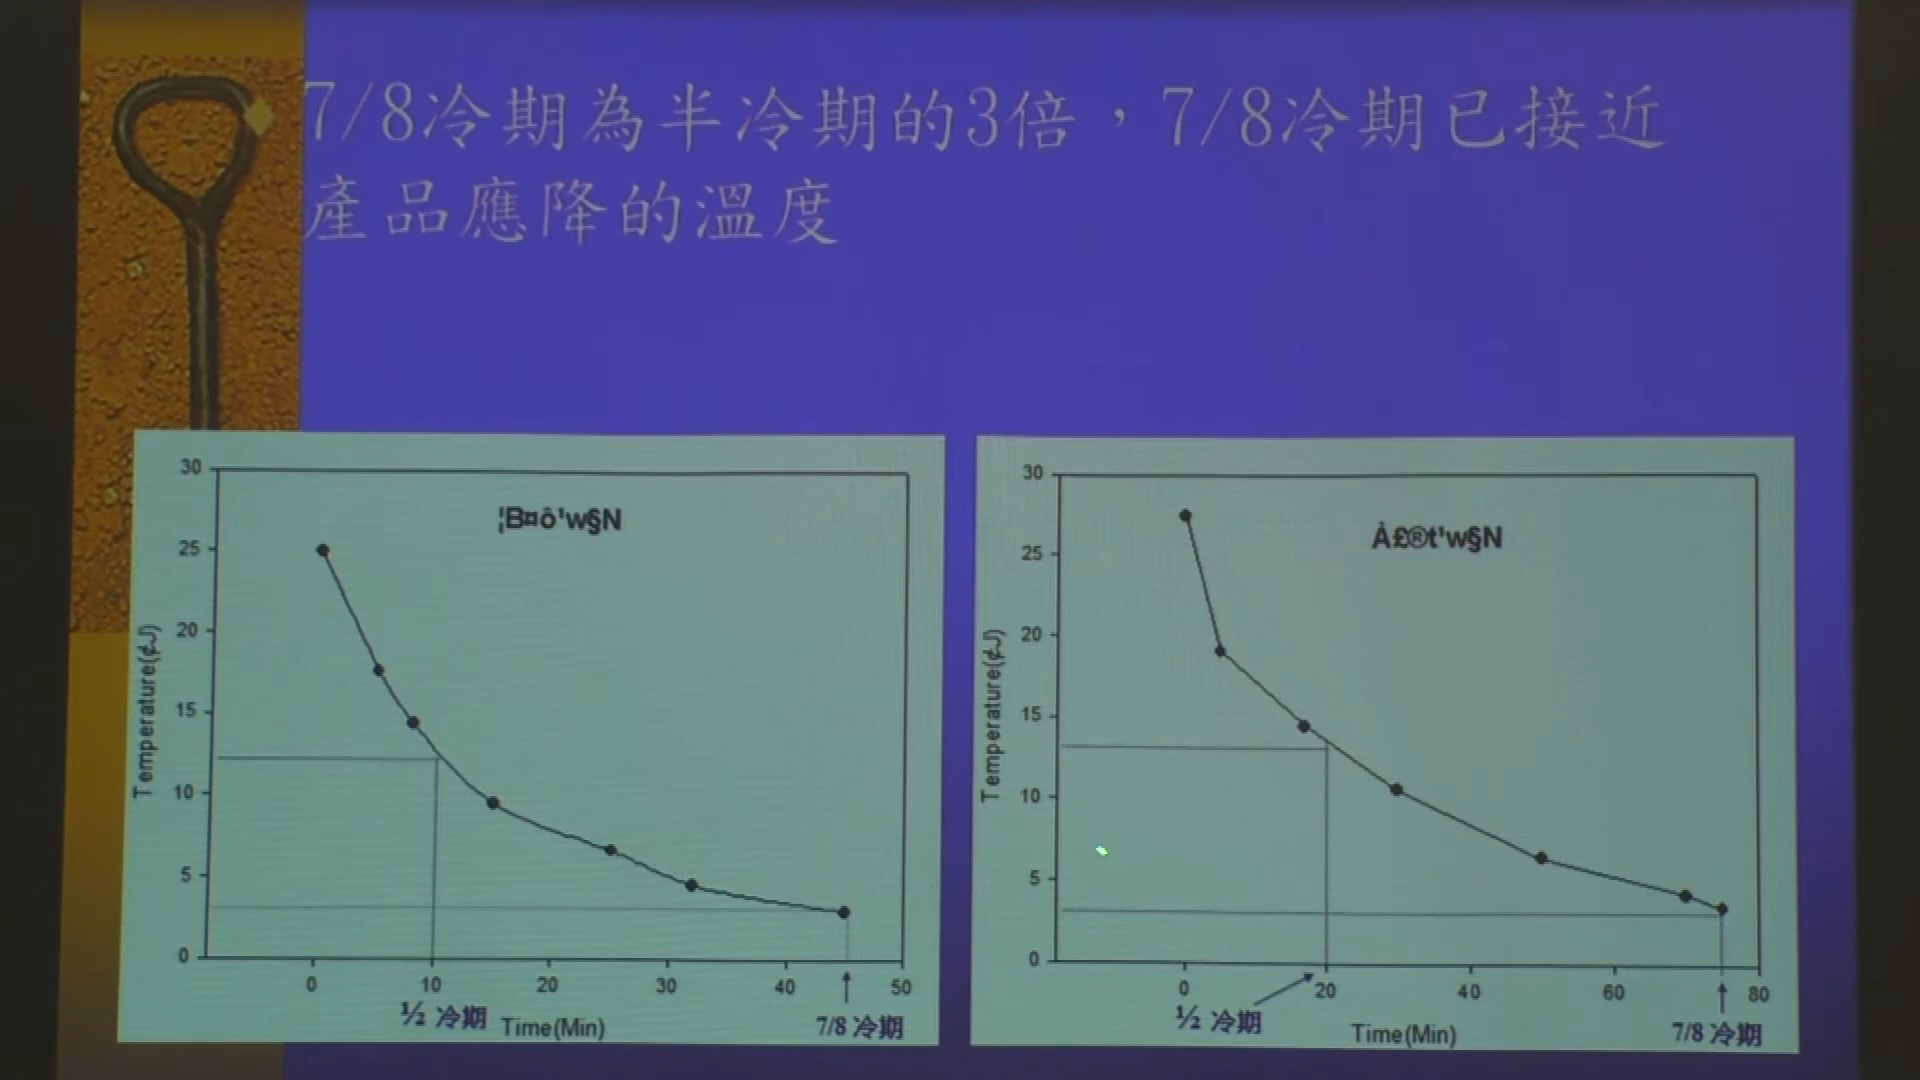 7/8冷期為半冷期的3倍，7/8冷期已接近
產品應降的溫度
¦B¤ô'w§N
30
25
20
15
10
5
0
Temperature(¢J)
0 10 20 30 40 50
½ 冷期
Time(Min)
7/8 冷期
À£®t'w§N
30
25
20
15
10
5
0
Temperature(¢J)
0 20 40 60 80
½ 冷期
Time(Min)
7/8 冷期